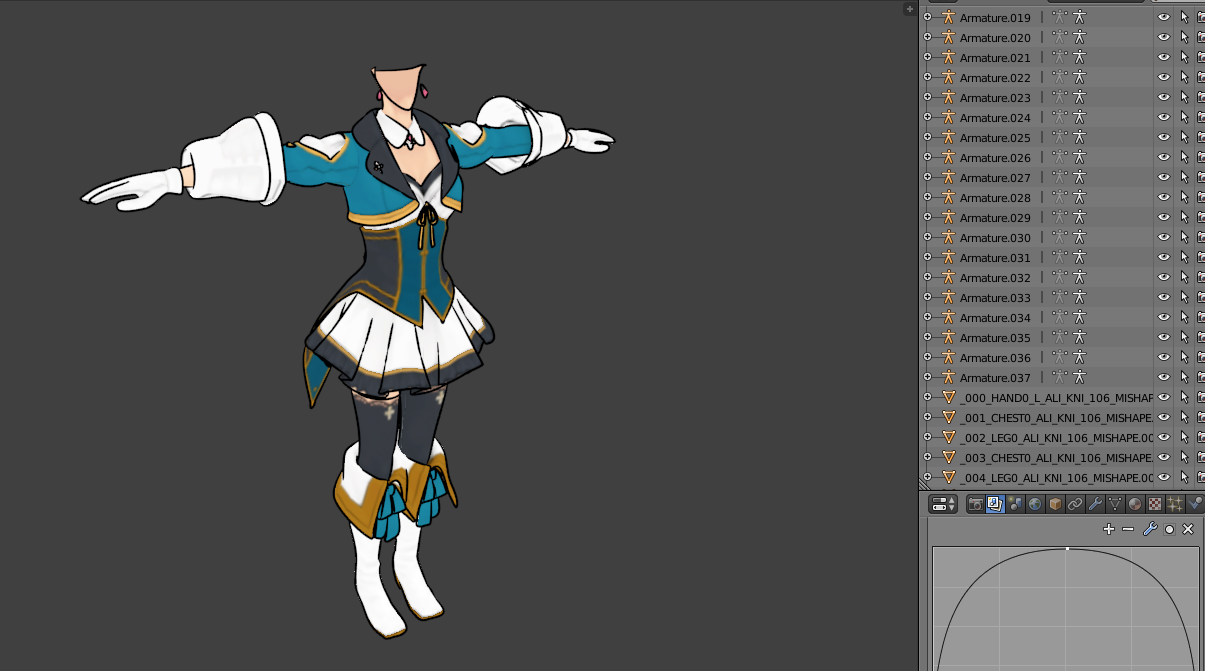 Armature.019
Armature.020
Armature.021
Armature.022
Armature.023
Armature.024
Armature.025
Armature.026
Armature.027
Armature.028
Armature.029
Armature.030
Armature.031
Armature.032
Armature.033
Armature.034
Armature.035
Armature.036
Armature.037
_000_HAND0_L_ALI_KNI_106_MISHAP
_001_CHEST0_ALI_KNI_106_MISHAPE.
_002_LEG0_ALI_KNI_106_MISHAPE.00
_003_CHEST0_ALI_KNI_106_MISHAPE.
_004_LEG0_ALI_KNI_106_MISHAPE.00